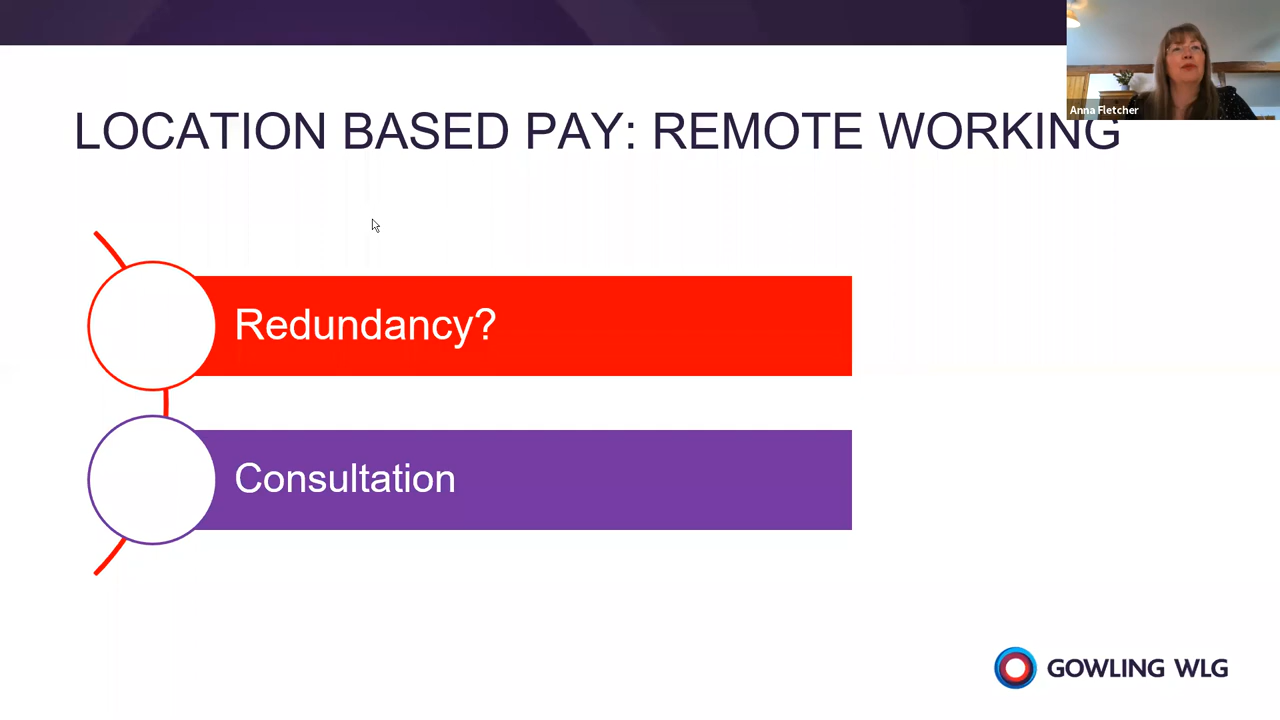 Anna Fletcher
LOCATION BASED PAY: REMOTE WORKING
Redundancy?
Consultation
GOWLING WLG